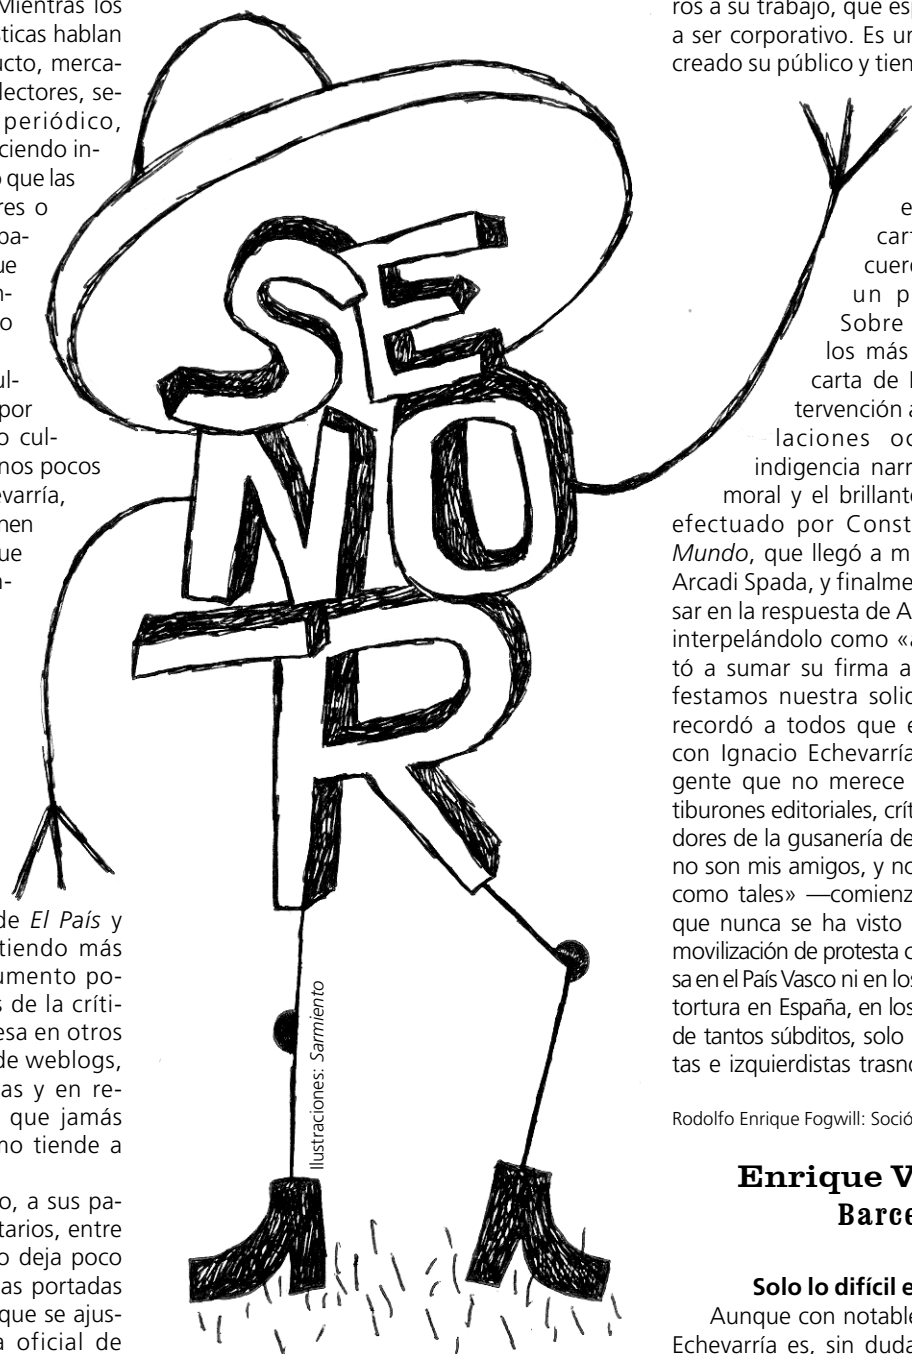 Mientras los
sticas hablan
ucto, merca-
lectores, se-
periódico,
ciendo in-
o que las
res o
pa-
ue
n-
o
ul-
por
o cul-
nos pocos
evarría,
nen
ue
n-
SE
NO
R
de El País y
tiendo más
umento po-
s de la críti-
esa en otros
de weblogs,
as y en re-
que jamás
mo tiende a
o, a sus pa-
tarios, entre
o deja poco
as portadas
que se ajus-
a oficial de
Ilustraciones: Sarmiento
ros a su trabajo, que esp
a ser corporativo. Es un
creado su público y tien
e
cart
cuerd
un p
Sobre
los más
carta de
tervención a
laciones oc
indigencia narr
moral y el brillante
efectuado por Const
Mundo, que llegó a m
Arcadi Spada, y finalme
sar en la respuesta de A
interpelándolo como «a
tó a sumar su firma a
festamos nuestra solid
recordó a todos que e
con Ignacio Echevarría
gente que no merece
tiburones editoriales, crít
dores de la gusanería de
no son mis amigos, y no
como tales» —comienz
que nunca se ha visto
movilización de protesta c
sa en el País Vasco ni en los
tortura en España, en los
de tantos súbditos, solo
tas e izquierdistas trasno
Rodolfo Enrique Fogwill: Soció
Enrique V
Barce
Solo lo difícil e
Aunque con notable
Echevarría es, sin duda